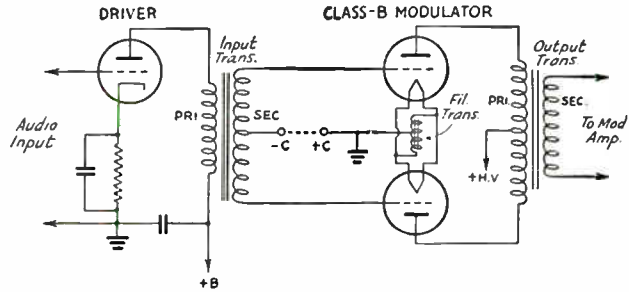 DRIVER
CLASS-B MODULATOR
Input
Trans.
Output
Trans.
PRI.
SEC
-C
+C
Fil.
Trans.
PRI.
SEC.
Audio
Input
To Mod
Amp.
+H.V
+B